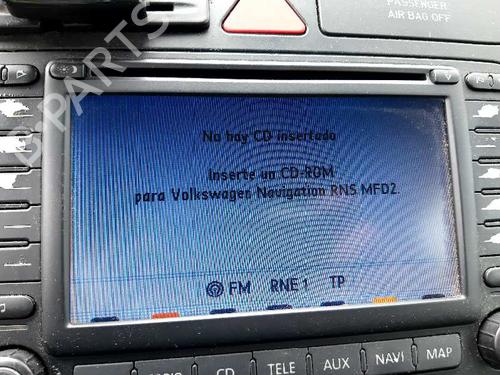 PASSENGER
AIR BAG OFF
B PARTS
No hay CD insertado
Inserte un CD-ROM
para Volkswagen Navigation RNS MFD2.
FM RNE 1 TP
CD TELE AUX NAVI MAP